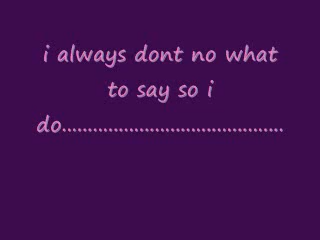 i always dont no what
to say so i
do...........................................